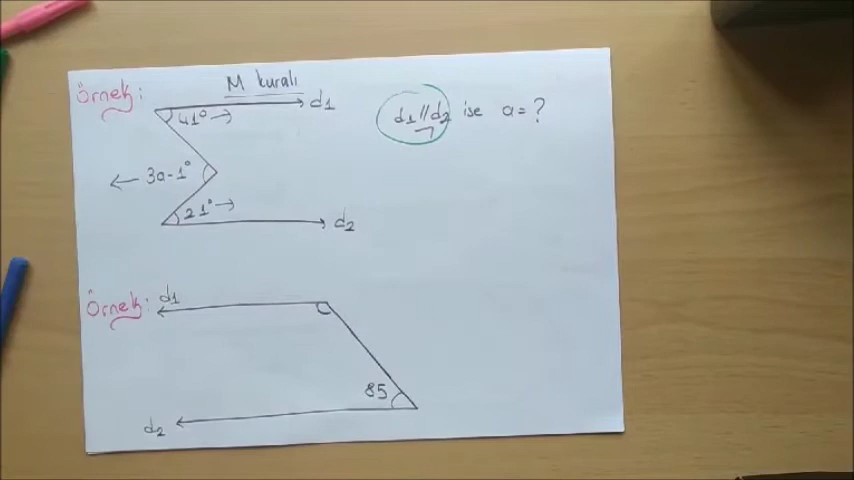 Örnek:
M kuralı
d1
41°
d1//d2 ise a=?
3a-1°
21°
d2
Örnek:
d1
85
d2